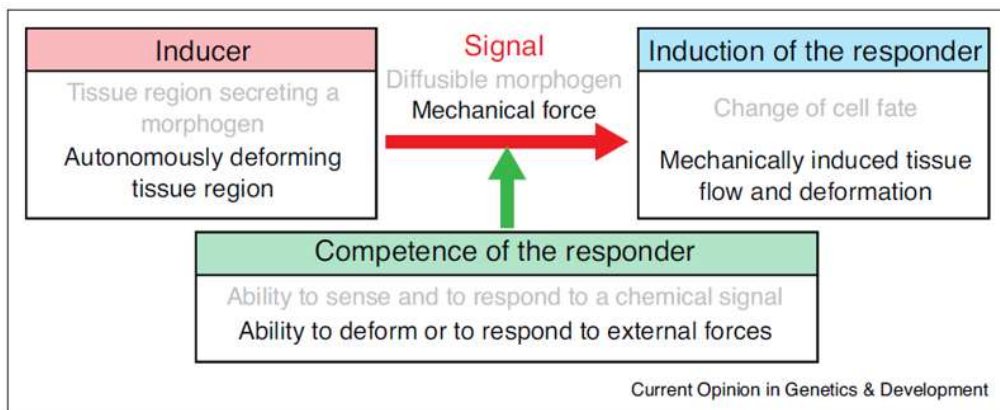 Inducer
Tissue region secreting a
morphogen
Autonomously deforming
tissue region
Signal
Diffusible morphogen
Mechanical force
Induction of the responder
Change of cell fate
Mechanically induced tissue
flow and deformation
Competence of the responder
Ability to sense and to respond to a chemical signal
Ability to deform or to respond to external forces
Current Opinion in Genetics & Development